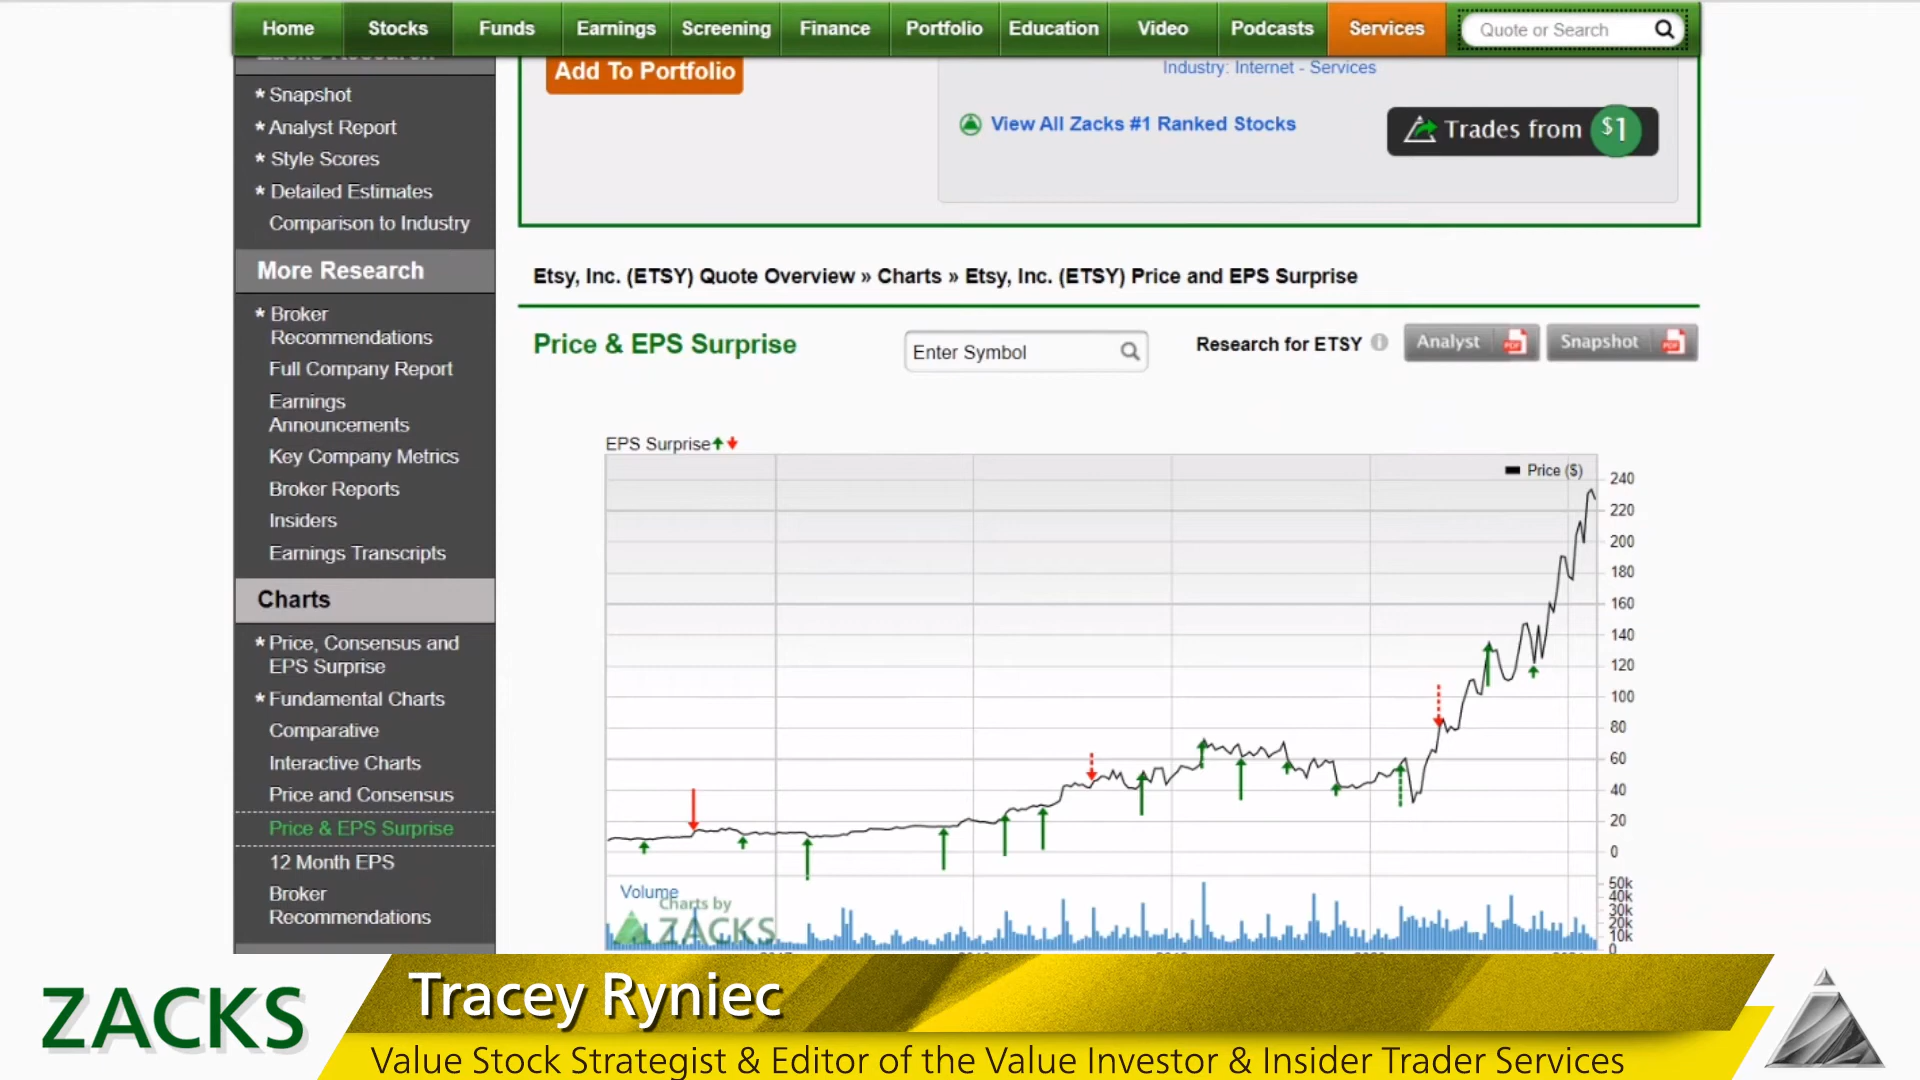 Home Stocks Funds Earnings Screening Finance Portfolio Education Video Podcasts Services Quote or Search
Zacks Research
* Snapshot
* Analyst Report
* Style Scores
* Detailed Estimates
Comparison to Industry
More Research
* Broker
Recommendations
Full Company Report
Earnings
Announcements
Key Company Metrics
Broker Reports
Insiders
Earnings Transcripts
Charts
* Price, Consensus and
EPS Surprise
* Fundamental Charts
Comparative
Interactive Charts
Price and Consensus
Price & EPS Surprise
12 Month EPS
Broker
Recommendations
Add To Portfolio
Industry: Internet - Services
View All Zacks #1 Ranked Stocks
Trades from $1
Etsy, Inc. (ETSY) Quote Overview » Charts » Etsy, Inc. (ETSY) Price and EPS Surprise
Price & EPS Surprise
Enter Symbol
Research for ETSY
Analyst PDF
Snapshot PDF
EPS Surprise
Price ($)
240
220
200
180
160
140
120
100
80
60
40
20
0
Volume
Charts by
ZACKS
50k
40k
30k
20k
10k
0
ZACKS
Tracey Ryniec
Value Stock Strategist & Editor of the Value Investor & Insider Trader Services